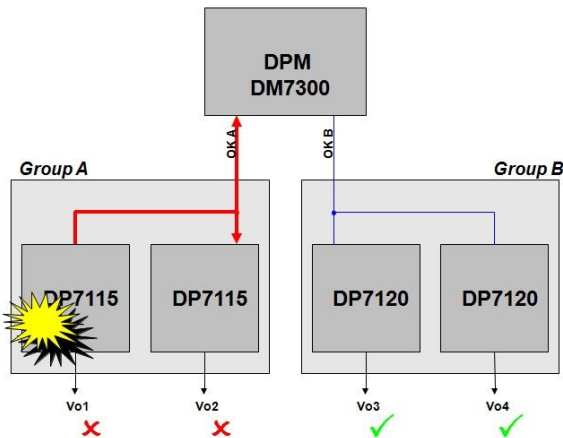 DPM
DM7300
OK A
OK B
Group A
Group B
DP7115
DP7115
DP7120
DP7120
Vo1
Vo2
Vo3
Vo4